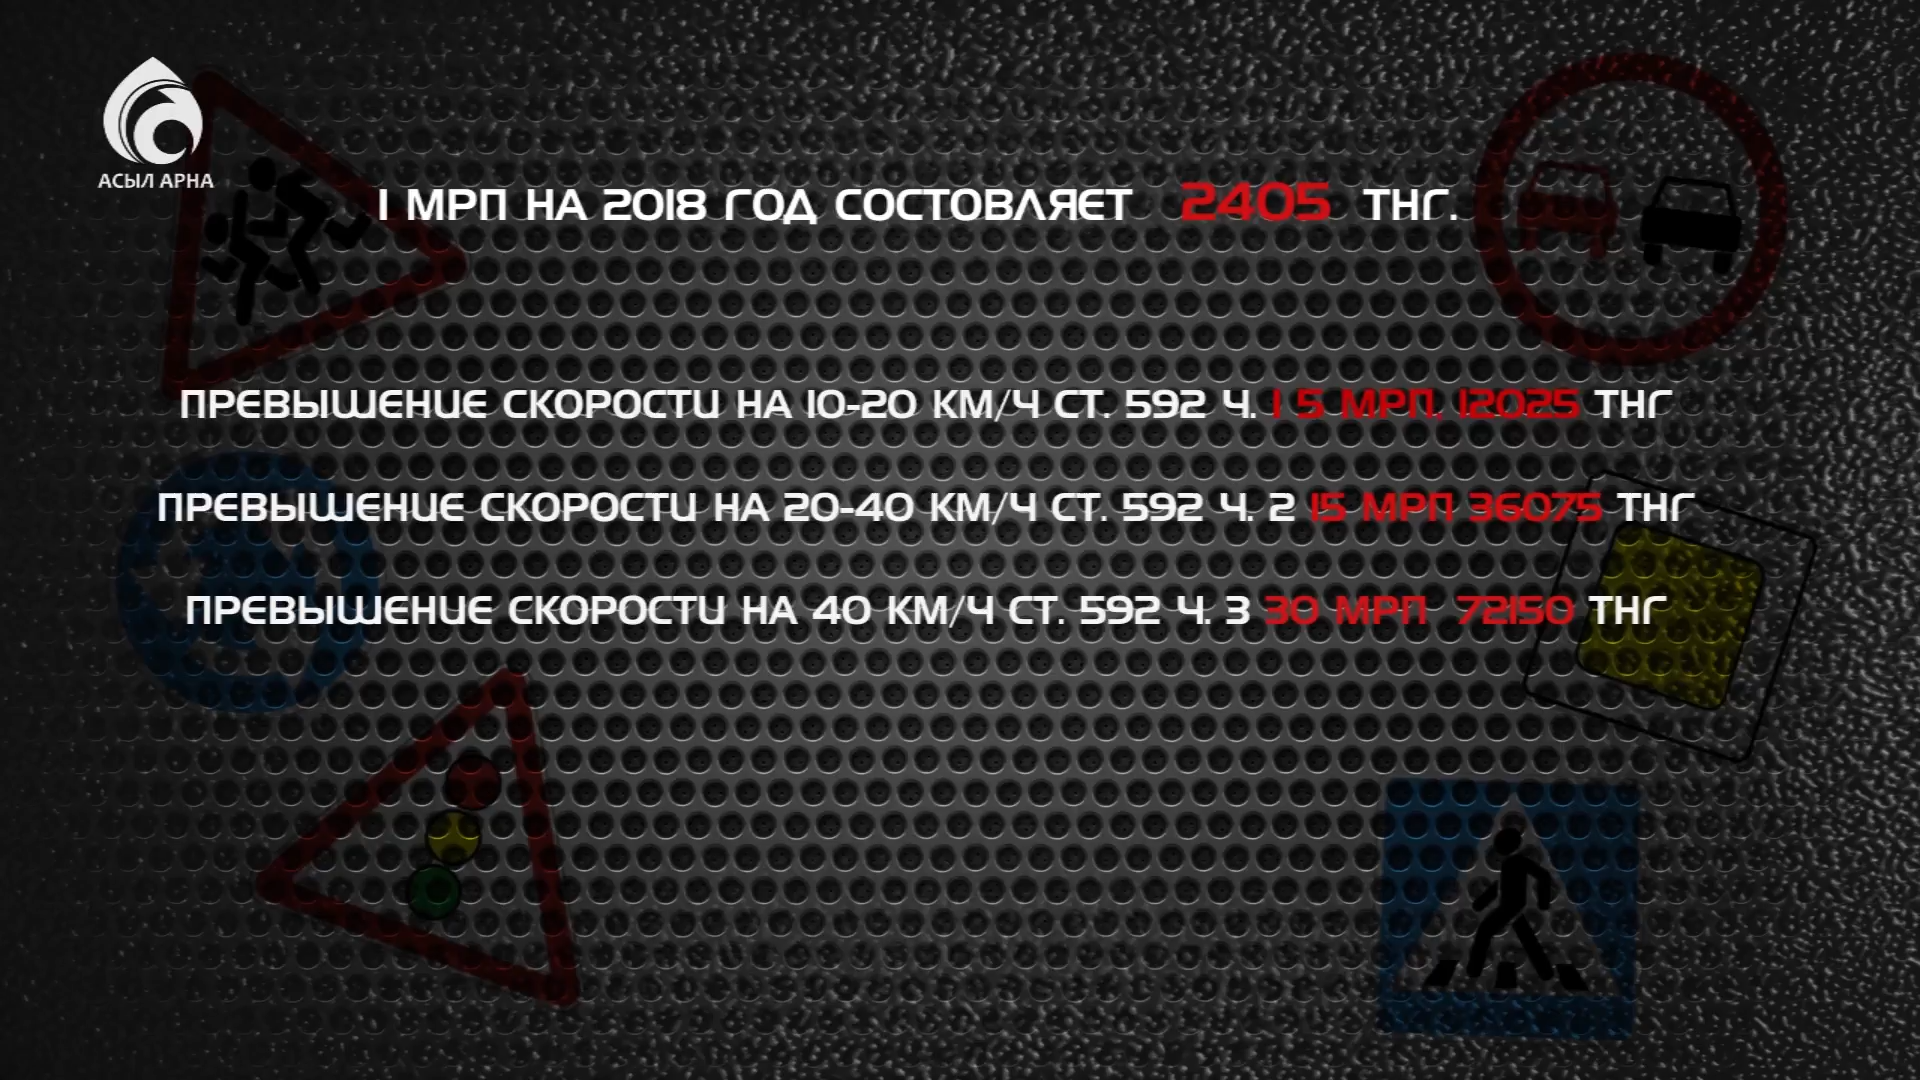 АСЫЛ АРНА
1 МРП НА 2018 ГОД СОСТОВЛЯЕТ 2405 ТНГ.
ПРЕВЫШЕНИЕ СКОРОСТИ НА 10-20 КМ/Ч СТ. 592 Ч. 1 5 МРП. 12025 ТНГ
ПРЕВЫШЕНИЕ СКОРОСТИ НА 20-40 КМ/Ч СТ. 592 Ч. 2 15 МРП 36075 ТНГ
ПРЕВЫШЕНИЕ СКОРОСТИ НА 40 КМ/Ч СТ. 592 Ч. 3 30 МРП 72150 ТНГ